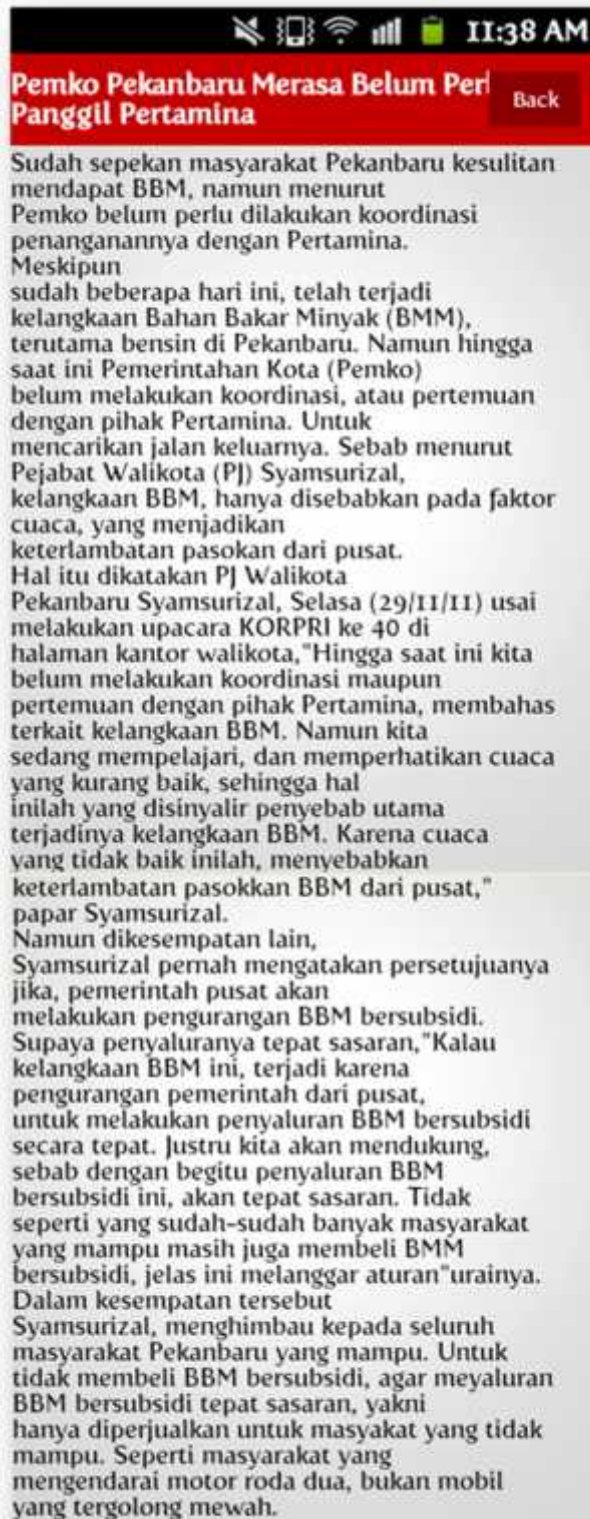 11:38 AM
Pemko Pekanbaru Merasa Belum Perl
Panggil Pertamina
Back
Sudah sepekan masyarakat Pekanbaru kesulitan
mendapat BBM, namun menurut
Pemko belum perlu dilakukan koordinasi
penanganannya dengan Pertamina.
Meskipun
sudah beberapa hari ini, telah terjadi
kelangkaan Bahan Bakar Minyak (BMM),
terutama bensin di Pekanbaru. Namun hingga
saat ini Pemerintahan Kota (Pemko)
belum melakukan koordinasi, atau pertemuan
dengan pihak Pertamina. Untuk
mencarikan jalan keluarnya. Sebab menurut
Pejabat Walikota (PJ) Syamsurizal,
kelangkaan BBM, hanya disebabkan pada faktor
cuaca, yang menjadikan
keterlambatan pasokan dari pusat.
Hal itu dikatakan PJ Walikota
Pekanbaru Syamsurizal, Selasa (29/11/11) usai
melakukan upacara KORPRI ke 40 di
halaman kantor walikota,"Hingga saat ini kita
belum melakukan koordinasi maupun
pertemuan dengan pihak Pertamina, membahas
terkait kelangkaan BBM. Namun kita
sedang mempelajari, dan memperhatikan cuaca
yang kurang baik, sehingga hal
inilah yang disinyalir penyebab utama
terjadinya kelangkaan BBM. Karena cuaca
yang tidak baik inilah, menyebabkan
keterlambatan pasokkan BBM dari pusat,"
papar Syamsurizal.
Namun dikesempatan lain,
Syamsurizal pernah mengatakan persetujuanya
jika, pemerintah pusat akan
melakukan pengurangan BBM bersubsidi.
Supaya penyaluranya tepat sasaran,"Kalau
kelangkaan BBM ini, terjadi karena
pengurangan pemerintah dari pusat,
untuk melakukan penyaluran BBM bersubsidi
secara tepat. Justru kita akan mendukung,
sebab dengan begitu penyaluran BBM
bersubsidi ini, akan tepat sasaran. Tidak
seperti yang sudah-sudah banyak masyarakat
yang mampu masih juga membeli BMM
bersubsidi, jelas ini melanggar aturan"urainya.
Dalam kesempatan tersebut
Syamsurizal, menghimbau kepada seluruh
masyarakat Pekanbaru yang mampu. Untuk
tidak membeli BBM bersubsidi, agar meyaluran
BBM bersubsidi tepat sasaran, yakni
hanya diperjualkan untuk masyakat yang tidak
mampu. Seperti masyarakat yang
mengendarai motor roda dua, bukan mobil
yang tergolong mewah.